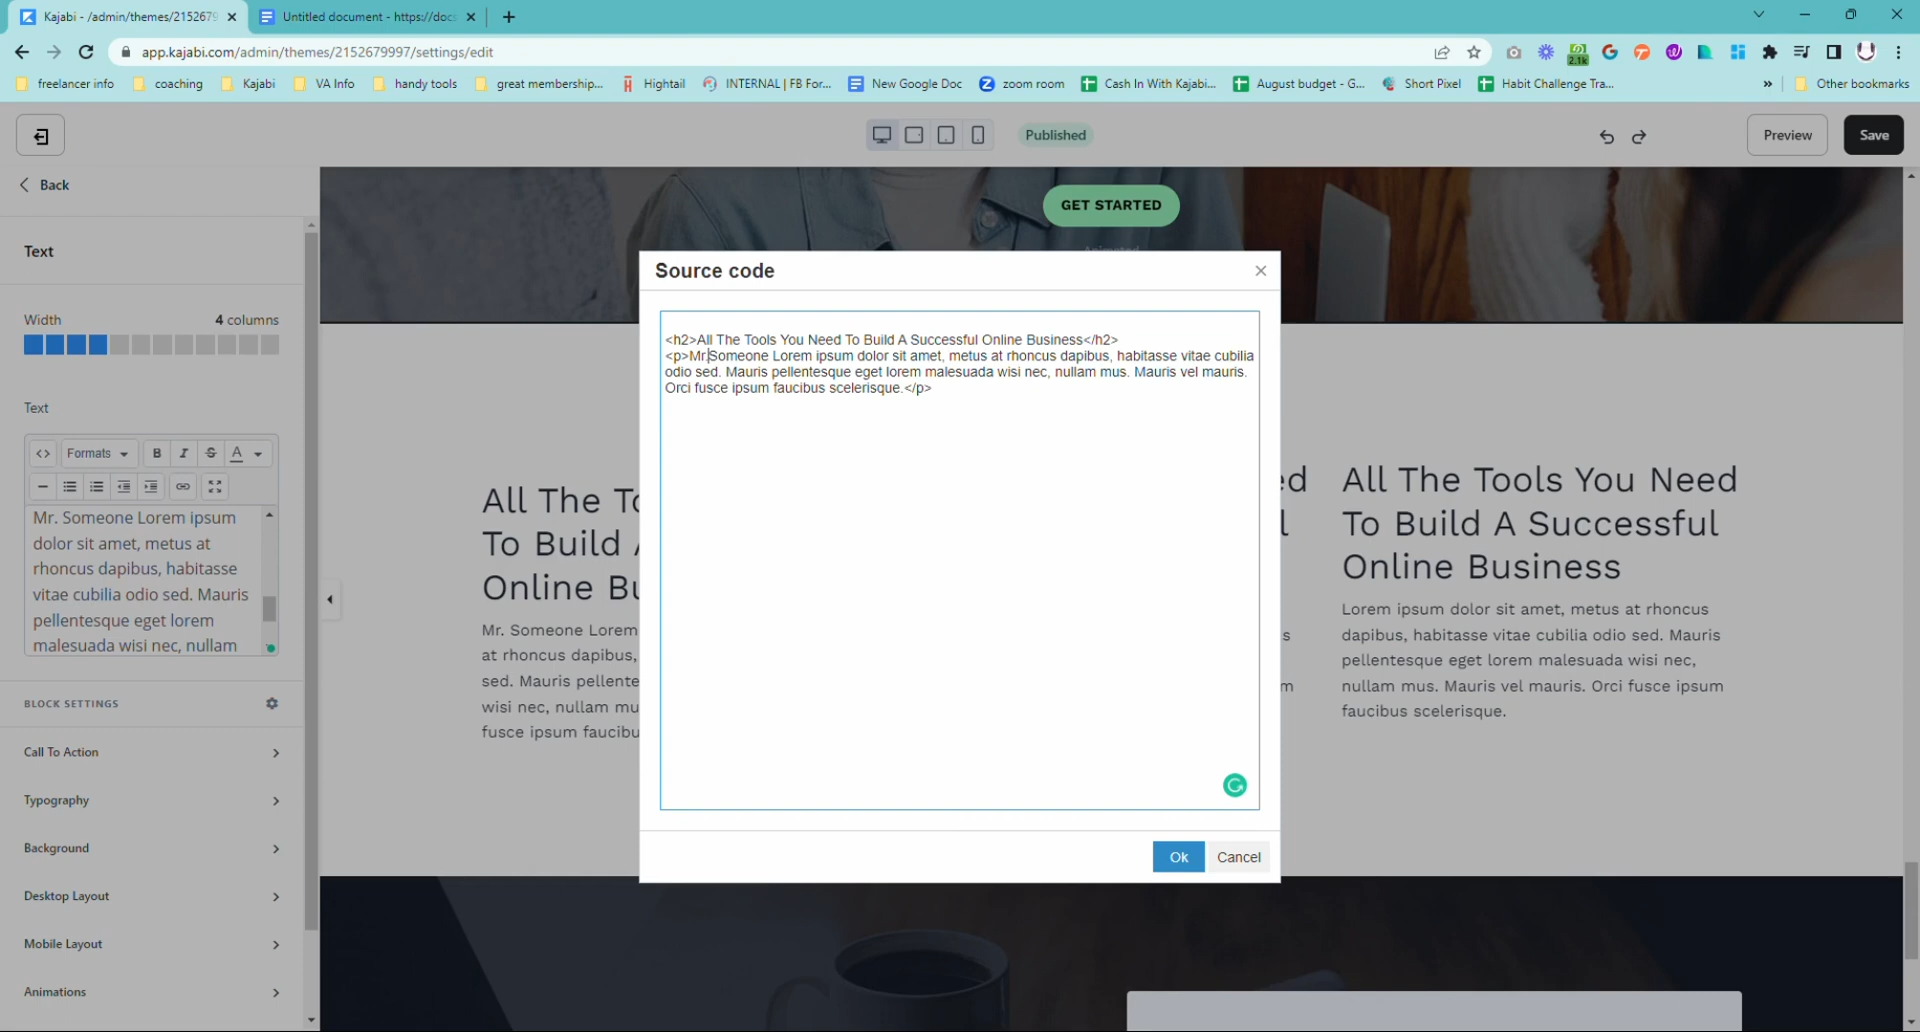 Kajabi - /admin/themes/2152679
Untitled document - https://docs
app.kajabi.com/admin/themes/2152679997/settings/edit
2.1k
freelancer info
coaching
Kajabi
VA Info
handy tools
great membership...
Hightail
INTERNAL | FB For...
New Google Doc
zoom room
Cash In With Kajabi...
August budget - G...
Short Pixel
Habit Challenge Tra...
»
Other bookmarks
Published
Preview
Save
Back
GET STARTED
Animated
Text
Width
4 columns
Text
Formats
B I S A
Mr. Someone Lorem ipsum
dolor sit amet, metus at
rhoncus dapibus, habitasse
vitae cubilia odio sed. Mauris
pellentesque eget lorem
malesuada wisi nec, nullam
BLOCK SETTINGS
Call To Action
Typography
Background
Desktop Layout
Mobile Layout
Animations
Source code
<h2>All The Tools You Need To Build A Successful Online Business</h2>
<p>Mr.Someone Lorem ipsum dolor sit amet, metus at rhoncus dapibus, habitasse vitae cubilia
odio sed. Mauris pellentesque eget lorem malesuada wisi nec, nullam mus. Mauris vel mauris.
Orci fusce ipsum faucibus scelerisque.</p>
Ok
Cancel
All The To
To Build
Online Bu
Mr. Someone Lorem
at rhoncus dapibus,
sed. Mauris pellente
wisi nec, nullam mu
fusce ipsum faucibu
ed
l
s
m
All The Tools You Need
To Build A Successful
Online Business
Lorem ipsum dolor sit amet, metus at rhoncus
dapibus, habitasse vitae cubilia odio sed. Mauris
pellentesque eget lorem malesuada wisi nec,
nullam mus. Mauris vel mauris. Orci fusce ipsum
faucibus scelerisque.